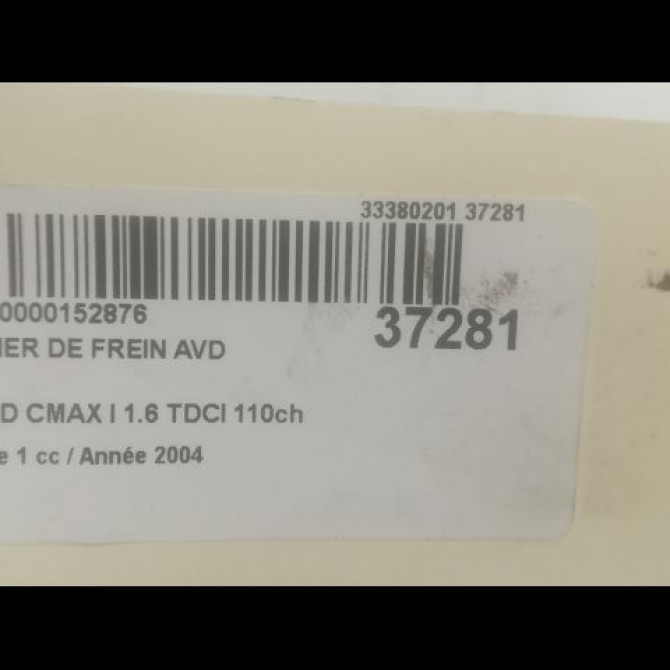 33380201 37281
0000152876
37281
IER DE FREIN AVD
D CMAX I 1.6 TDCI 110ch
e 1 cc / Année 2004